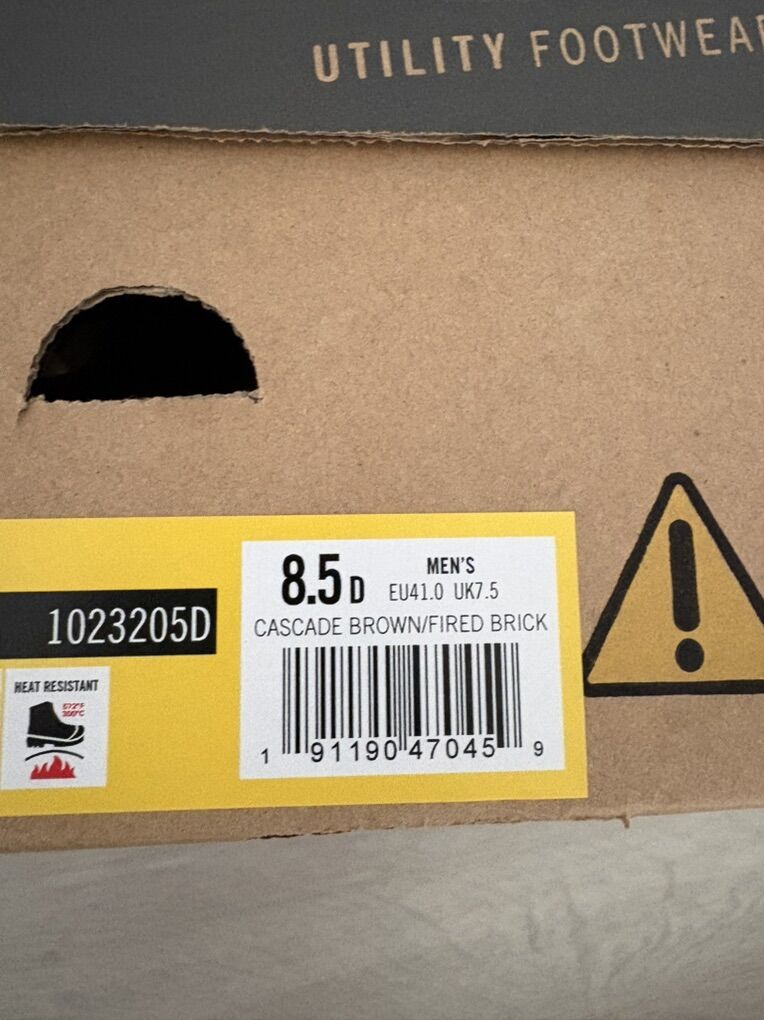 UTILITY FOOTWEAR
8.5 D
MEN'S
EU41.0 UK7.5
CASCADE BROWN/FIRED BRICK
1 91190 47045 9
1023205D
HEAT RESISTANT
572°F
300°C